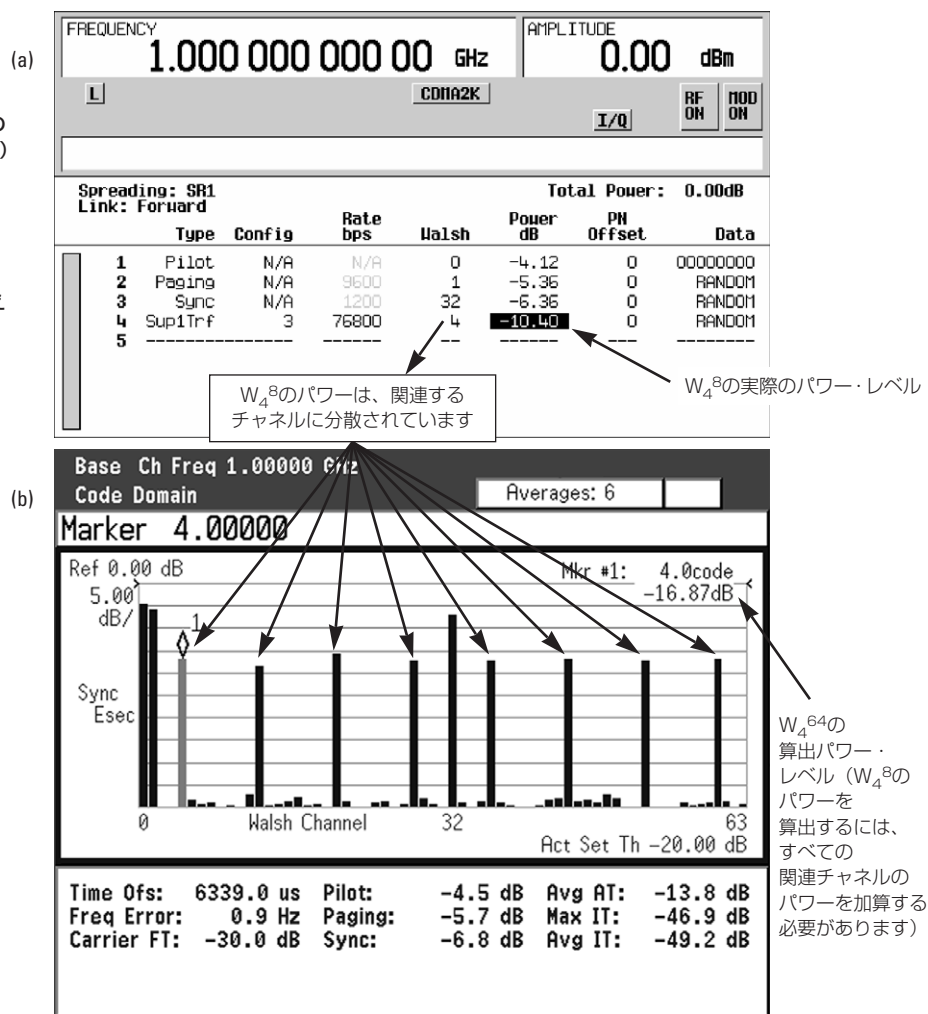 (a)
FREQUENCY
1.000 000 000 00 GHz
AMPLITUDE
0.00 dBm
L
CDMA2K
I/Q
RF ON
MOD ON
Spreading: SR1
Total Power: 0.00dB
Link: Forward
Type Config Rate bps Walsh Power dB PN Offset Data
1 Pilot N/A N/A 0 -4.12 0 00000000
2 Paging N/A 9600 1 -5.36 0 RANDOM
3 Sync N/A 1200 32 -6.36 0 RANDOM
4 Sup1Trf 3 76800 4 -10.40 0 RANDOM
5 --------------- ------ -- ------ --- --------
W₄⁸のパワーは、関連する
チャネルに分散されています
W₄⁸の実際のパワー・レベル
(b)
Base Ch Freq 1.00000 GHz
Code Domain
Averages: 6
Marker 4.00000
Ref 0.00 dB
Mkr #1: 4.0code
-16.87dB
5.00
dB/
1
Sync
Esec
0 Walsh Channel 32 63
Act Set Th -20.00 dB
W₄⁶⁴の
算出パワー・
レベル（W₄⁸の
パワーを
算出するには、
すべての
関連チャネルの
パワーを加算する
必要があります）
Time Ofs: 6339.0 us Pilot: -4.5 dB Avg AT: -13.8 dB
Freq Error: 0.9 Hz Paging: -5.7 dB Max IT: -46.9 dB
Carrier FT: -30.0 dB Sync: -6.8 dB Avg IT: -49.2 dB